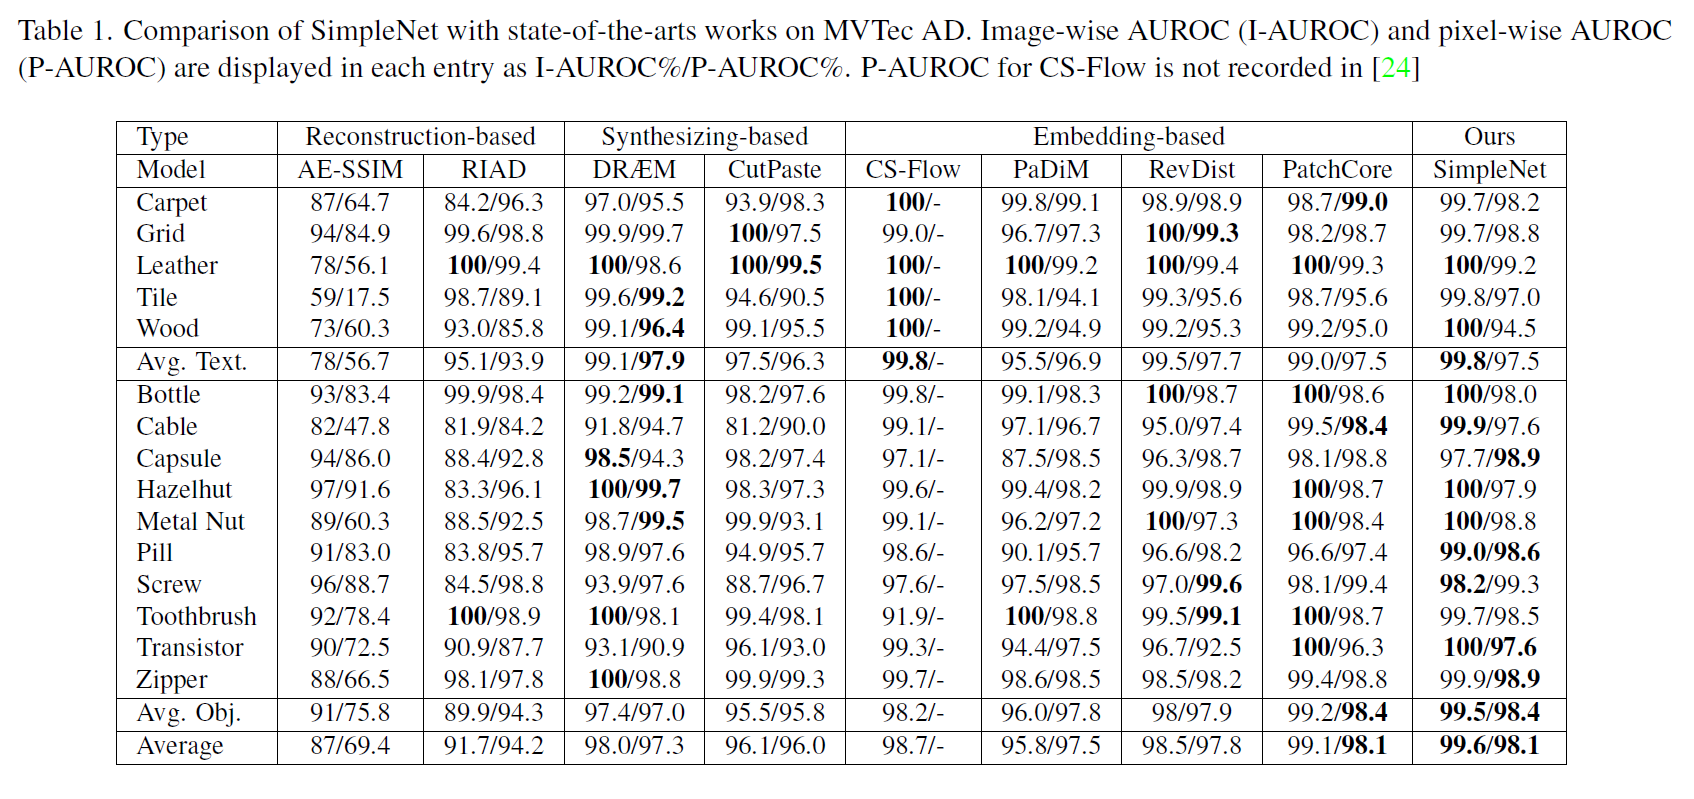 Table 1. Comparison of SimpleNet with state-of-the-arts works on MVTec AD. Image-wise AUROC (I-AUROC) and pixel-wise AUROC
(P-AUROC) are displayed in each entry as I-AUROC%/P-AUROC%. P-AUROC for CS-Flow is not recorded in [24]
Type Reconstruction-based Synthesizing-based Embedding-based Ours
Model AE-SSIM RIAD DRÆM CutPaste CS-Flow PaDiM RevDist PatchCore SimpleNet
Carpet 87/64.7 84.2/96.3 97.0/95.5 93.9/98.3 100/- 99.8/99.1 98.9/98.9 98.7/99.0 99.7/98.2
Grid 94/84.9 99.6/98.8 99.9/99.7 100/97.5 99.0/- 96.7/97.3 100/99.3 98.2/98.7 99.7/98.8
Leather 78/56.1 100/99.4 100/98.6 100/99.5 100/- 100/99.2 100/99.4 100/99.3 100/99.2
Tile 59/17.5 98.7/89.1 99.6/99.2 94.6/90.5 100/- 98.1/94.1 99.3/95.6 98.7/95.6 99.8/97.0
Wood 73/60.3 93.0/85.8 99.1/96.4 99.1/95.5 100/- 99.2/94.9 99.2/95.3 99.2/95.0 100/94.5
Avg. Text. 78/56.7 95.1/93.9 99.1/97.9 97.5/96.3 99.8/- 95.5/96.9 99.5/97.7 99.0/97.5 99.8/97.5
Bottle 93/83.4 99.9/98.4 99.2/99.1 98.2/97.6 99.8/- 99.1/98.3 100/98.7 100/98.6 100/98.0
Cable 82/47.8 81.9/84.2 91.8/94.7 81.2/90.0 99.1/- 97.1/96.7 95.0/97.4 99.5/98.4 99.9/97.6
Capsule 94/86.0 88.4/92.8 98.5/94.3 98.2/97.4 97.1/- 87.5/98.5 96.3/98.7 98.1/98.8 97.7/98.9
Hazelhut 97/91.6 83.3/96.1 100/99.7 98.3/97.3 99.6/- 99.4/98.2 99.9/98.9 100/98.7 100/97.9
Metal Nut 89/60.3 88.5/92.5 98.7/99.5 99.9/93.1 99.1/- 96.2/97.2 100/97.3 100/98.4 100/98.8
Pill 91/83.0 83.8/95.7 98.9/97.6 94.9/95.7 98.6/- 90.1/95.7 96.6/98.2 96.6/97.4 99.0/98.6
Screw 96/88.7 84.5/98.8 93.9/97.6 88.7/96.7 97.6/- 97.5/98.5 97.0/99.6 98.1/99.4 98.2/99.3
Toothbrush 92/78.4 100/98.9 100/98.1 99.4/98.1 91.9/- 100/98.8 99.5/99.1 100/98.7 99.7/98.5
Transistor 90/72.5 90.9/87.7 93.1/90.9 96.1/93.0 99.3/- 94.4/97.5 96.7/92.5 100/96.3 100/97.6
Zipper 88/66.5 98.1/97.8 100/98.8 99.9/99.3 99.7/- 98.6/98.5 98.5/98.2 99.4/98.8 99.9/98.9
Avg. Obj. 91/75.8 89.9/94.3 97.4/97.0 95.5/95.8 98.2/- 96.0/97.8 98/97.9 99.2/98.4 99.5/98.4
Average 87/69.4 91.7/94.2 98.0/97.3 96.1/96.0 98.7/- 95.8/97.5 98.5/97.8 99.1/98.1 99.6/98.1